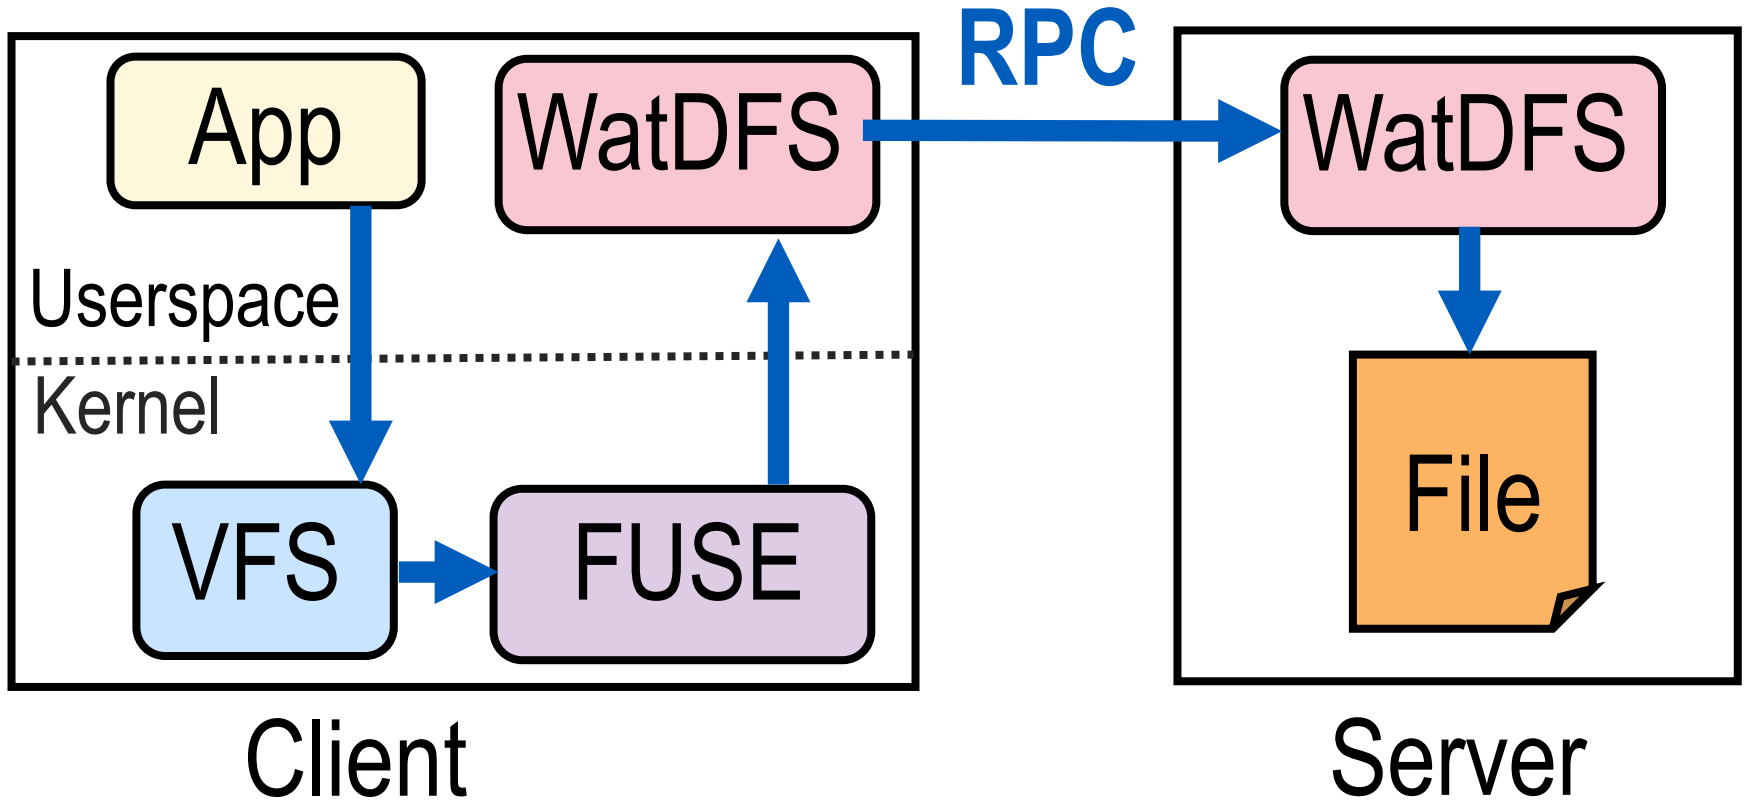 RPC
App
WatDFS
WatDFS
Userspace
Kernel
VFS
FUSE
File
Client
Server